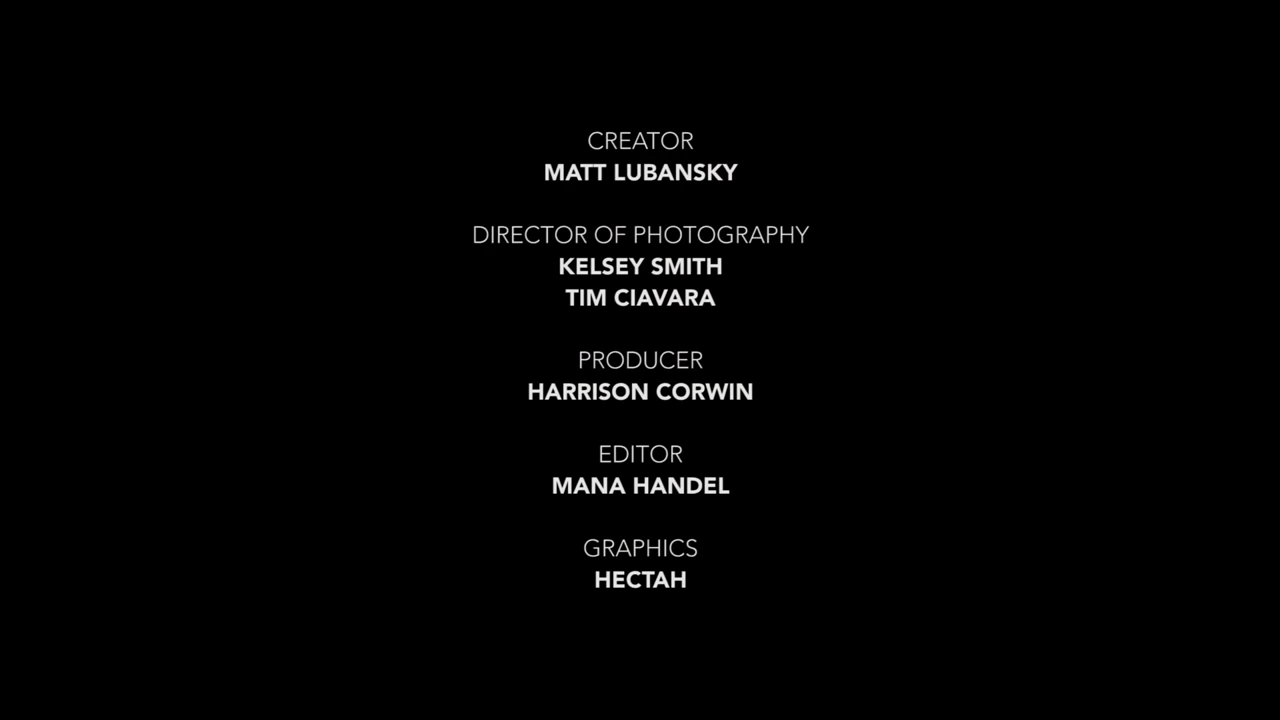 CREATOR
MATT LUBANSKY
DIRECTOR OF PHOTOGRAPHY
KELSEY SMITH
TIM CIAVARA
PRODUCER
HARRISON CORWIN
EDITOR
MANA HANDEL
GRAPHICS
HECTAH